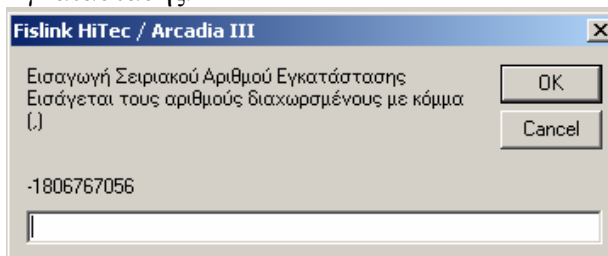 Fislink HiTec / Arcadia III
Εισαγωγή Σειριακού Αριθμού Εγκατάστασης
Εισάγεται τους αριθμούς διαχωρσμένους με κόμμα
(,)
OK
Cancel
-1806767056